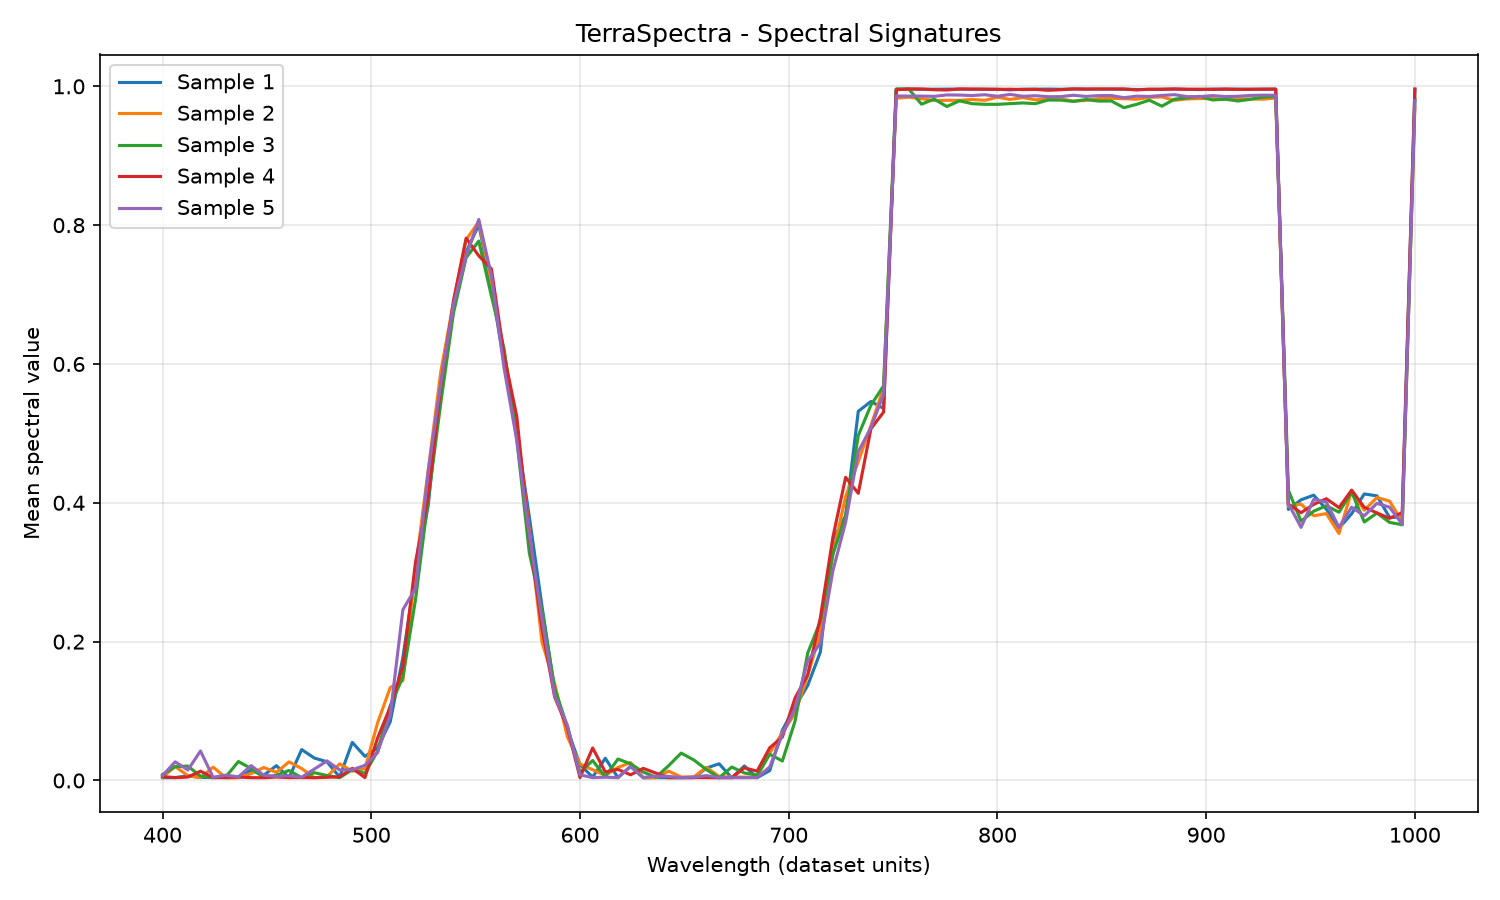 TerraSpectra - Spectral Signatures
Sample 1
Sample 2
Sample 3
Sample 4
Sample 5
Mean spectral value
1.0
0.8
0.6
0.4
0.2
0.0
400 500 600 700 800 900 1000
Wavelength (dataset units)